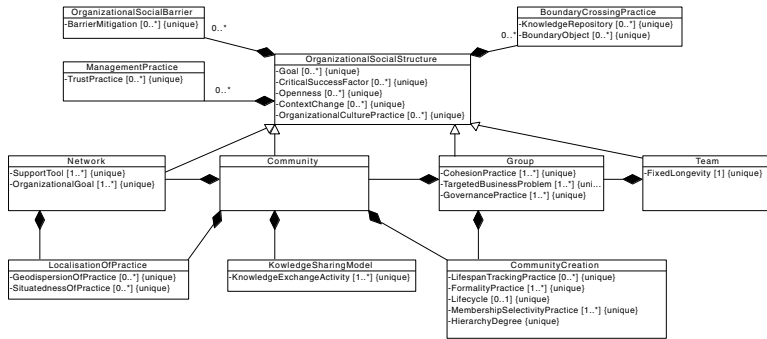 OrganizationalSocialBarrier
-BarrierMitigation [0..*] {unique}
0..*
BoundaryCrossingPractice
-KnowledgeRepository [0..*] {unique}
-BoundaryObject [0..*] {unique}
0..*
ManagementPractice
-TrustPractice [0..*] {unique}
0..*
OrganizationalSocialStructure
-Goal [0..*] {unique}
-CriticalSuccessFactor [0..*] {unique}
-Openness [0..*] {unique}
-ContextChange [0..*] {unique}
-OrganizationalCulturePractice [0..*] {unique}
Network
-SupportTool [1..*] {unique}
-OrganizationalGoal [1..*] {unique}
Community
Group
-CohesionPractice [1..*] {unique}
-TargetedBusinessProblem [1..*] {uni...
-GovernancePractice [1..*] {unique}
Team
-FixedLongevity [1] {unique}
LocalisationOfPractice
-GeodispersionOfPractice [0..*] {unique}
-SituatednessOfPractice [0..*] {unique}
KowledgeSharingModel
-KnowledgeExchangeActivity [1..*] {unique}
CommunityCreation
-LifespanTrackingPractice [0..*] {unique}
-FormalityPractice [1..*] {unique}
-Lifecycle [0..1] {unique}
-MembershipSelectivityPractice [1..*] {unique}
-HierarchyDegree {unique}